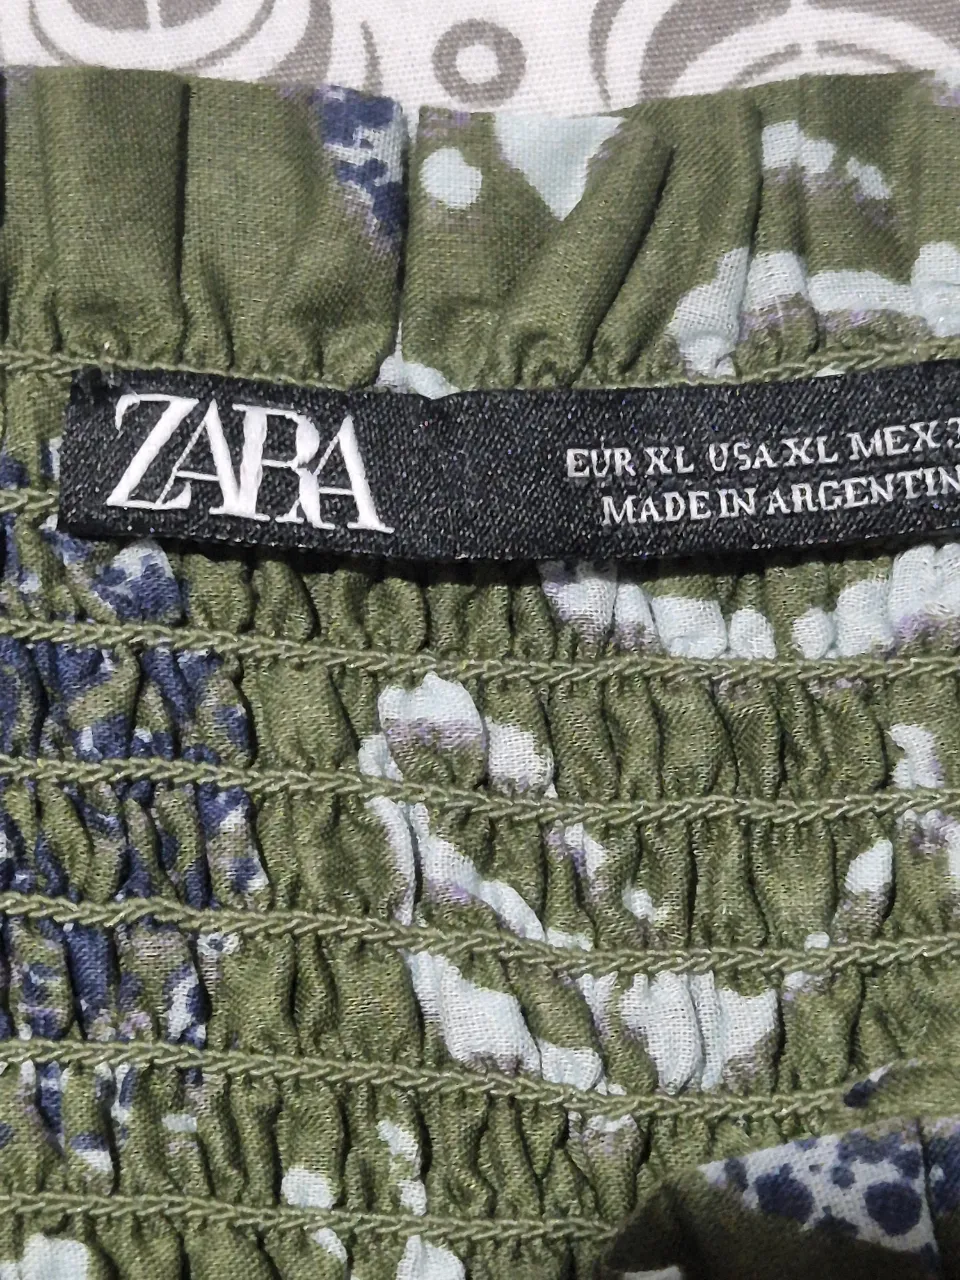 ZARA
EUR XL USA XL MEX
MADE IN ARGENTIN